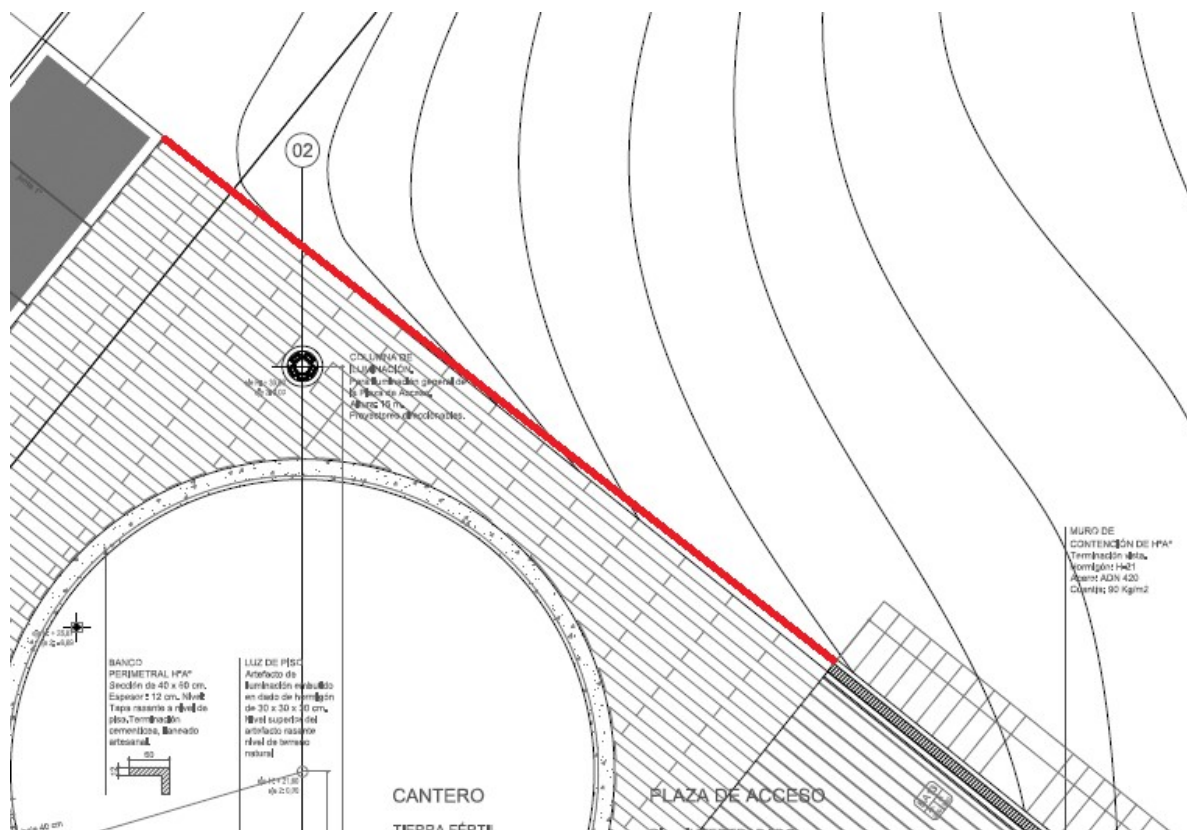 02
COLUMNA DE
ILUMINACIÓN.
Para iluminación general de
la Plaza de Acceso.
Altura: 15 m.
Proyectores direccionables.
MURO DE
CONTENCIÓN DE HºAº
Terminación vista.
Hormigón: H-21
Acero: ADN 420
Cuantía: 90 Kg/m2
BANCO
PERIMETRAL HºAº
Sección de 40 x 60 cm.
Espesor: 12 cm. Nivel:
Tapa rasante a nivel de
piso. Terminación
cementicea, llaneado
artesanal.
60
LUZ DE PISO
Artefacto de
iluminación embutido
en dado de hormigón
de 30 x 30 x 30 cm.
Nivel superior del
artefacto rasante
nivel de terreno
natural
CANTERO
TIERRA FÉRTIL
PLAZA DE ACCESO